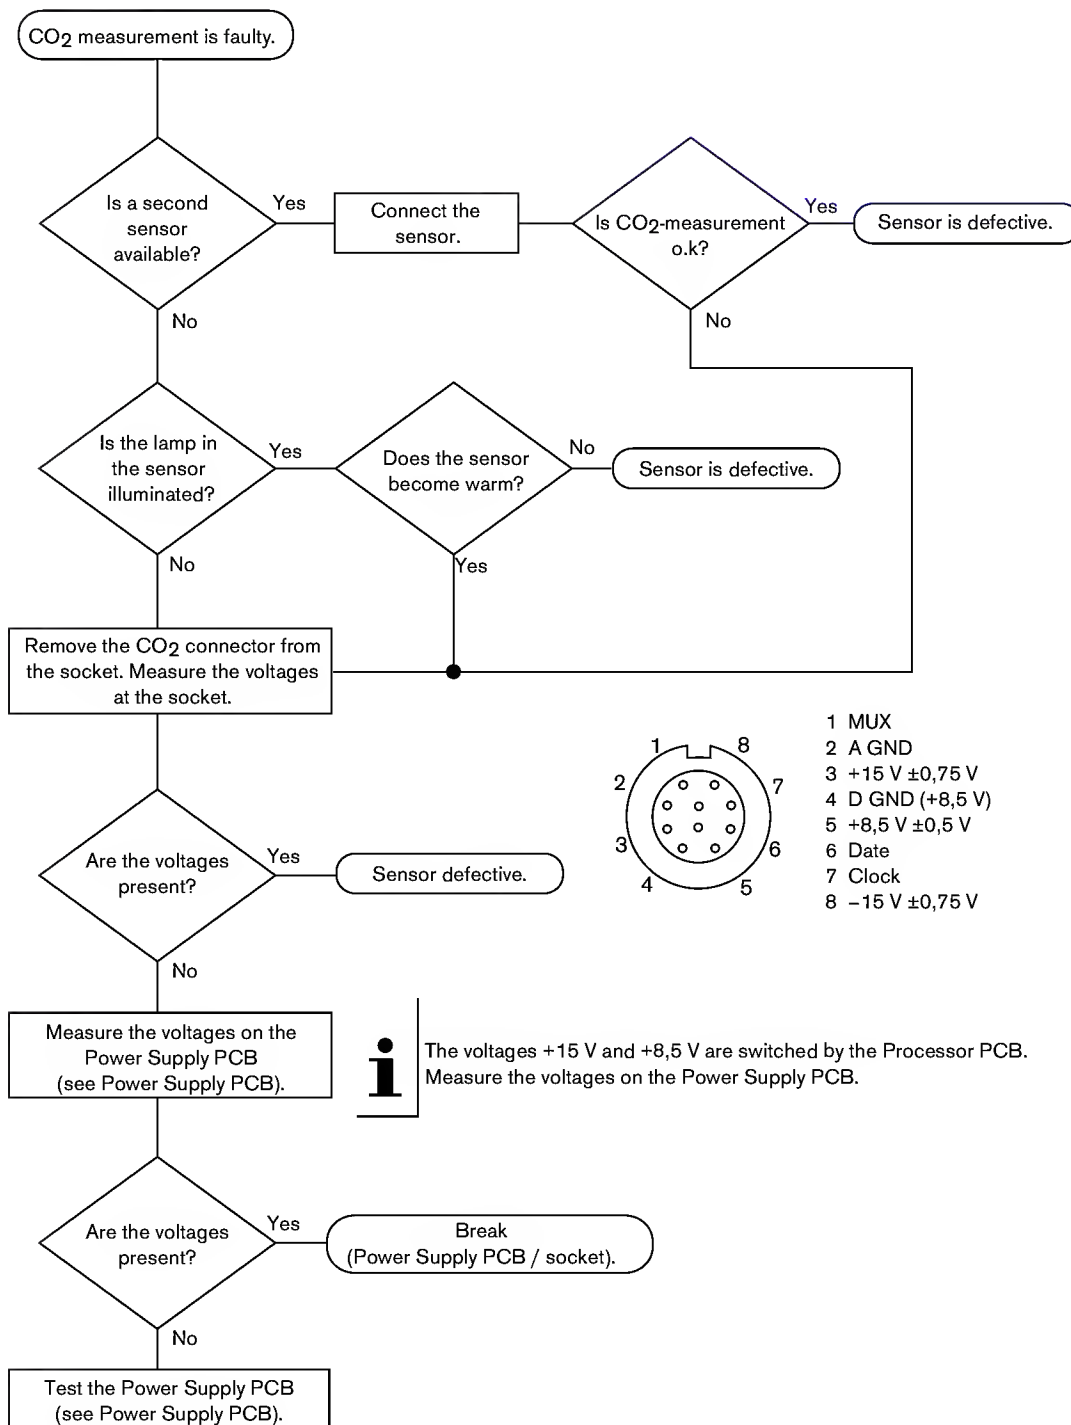 CO2 measurement is faulty.
Is a second
sensor
available?
Yes
Connect the
sensor.
Is CO2-measurement
o.k?
Yes
Sensor is defective.
No
No
Is the lamp in
the sensor
illuminated?
Yes
Does the sensor
become warm?
No
Sensor is defective.
No
Yes
Remove the CO2 connector from
the socket. Measure the voltages
at the socket.
1
8
2
7
3
6
4
5
1 MUX
2 A GND
3 +15 V ±0,75 V
4 D GND (+8,5 V)
5 +8,5 V ±0,5 V
6 Date
7 Clock
8 –15 V ±0,75 V
Are the voltages
present?
Yes
Sensor defective.
No
Measure the voltages on the
Power Supply PCB
(see Power Supply PCB).
i
The voltages +15 V and +8,5 V are switched by the Processor PCB.
Measure the voltages on the Power Supply PCB.
Are the voltages
present?
Yes
Break
(Power Supply PCB / socket).
No
Test the Power Supply PCB
(see Power Supply PCB).